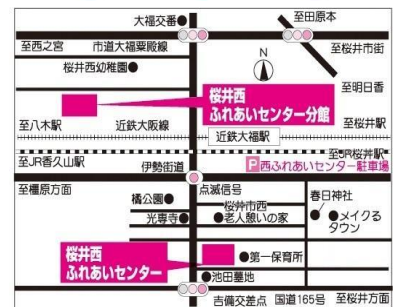 大福交番●
至田原本
至西之宮 市道大福粟殿線
至桜井市街
桜井西幼稚園●
N
至明日香
桜井西
ふれあいセンター分館
至八木駅 近鉄大阪線
至桜井駅
近鉄大福駅
至JR香久山駅
至JR桜井駅
伊勢街道
P西ふれあいセンター駐車場
至橿原方面
点滅信号
春日神社
橘公園●
桜井市西
●老人憩いの家
●メイクる
タウン
光専寺●
桜井西
ふれあいセンター
●第一保育所
●池田墓地
吉備交差点 国道165号 至桜井方面